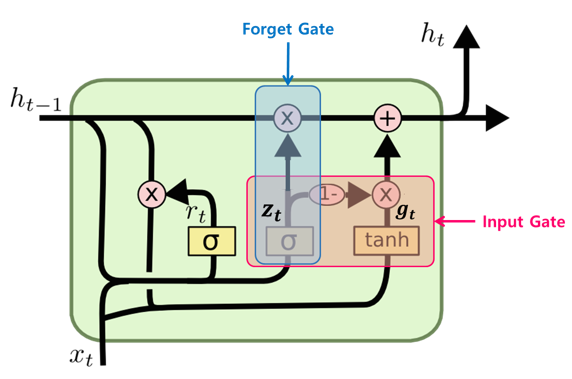 Forget Gate
h_t
h_{t-1}
x
+
x
r_t
z_t
1-
x
g_t
σ
σ
tanh
Input Gate
x_t